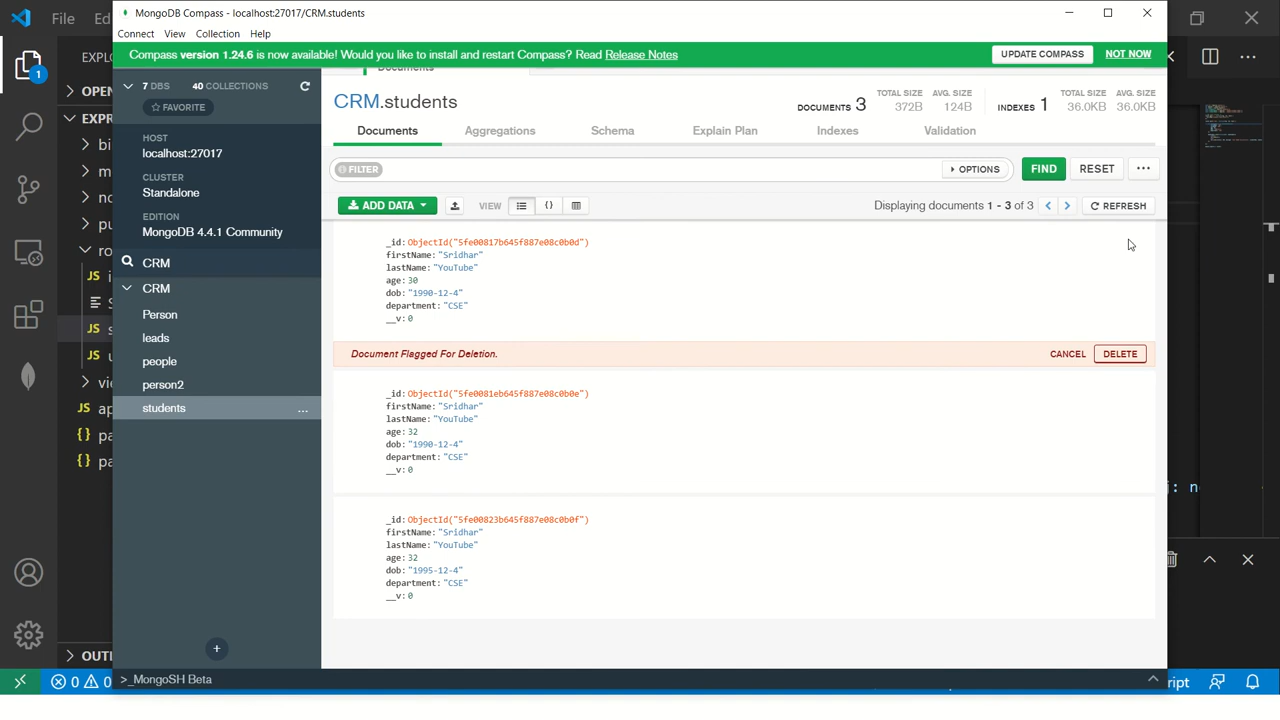 File
MongoDB Compass - localhost:27017/CRM.students
Connect View Collection Help
Compass version 1.24.6 is now available! Would you like to install and restart Compass? Read Release Notes
UPDATE COMPASS
NOT NOW
7 DBS 40 COLLECTIONS
FAVORITE
HOST
localhost:27017
CLUSTER
Standalone
EDITION
MongoDB 4.4.1 Community
CRM
CRM
Person
leads
people
person2
students
...
Documents
CRM.students
DOCUMENTS 3
TOTAL SIZE
372B
AVG. SIZE
124B
INDEXES 1
TOTAL SIZE
36.0KB
AVG. SIZE
36.0KB
Documents Aggregations Schema Explain Plan Indexes Validation
FILTER
OPTIONS
FIND
RESET
...
ADD DATA
VIEW
{}
Displaying documents 1 - 3 of 3
REFRESH
_id: ObjectId("5fe00817b645f887e08c0b0d")
firstName: "Sridhar"
lastName: "YouTube"
age: 30
dob: "1990-12-4"
department: "CSE"
__v: 0
Document Flagged For Deletion.
CANCEL
DELETE
_id: ObjectId("5fe0081eb645f887e08c0b0e")
firstName: "Sridhar"
lastName: "YouTube"
age: 32
dob: "1990-12-4"
department: "CSE"
__v: 0
_id: ObjectId("5fe00823b645f887e08c0b0f")
firstName: "Sridhar"
lastName: "YouTube"
age: 32
dob: "1995-12-4"
department: "CSE"
__v: 0
>_MongoSH Beta
1
JS
JS
JS
JS
{}
{}
0